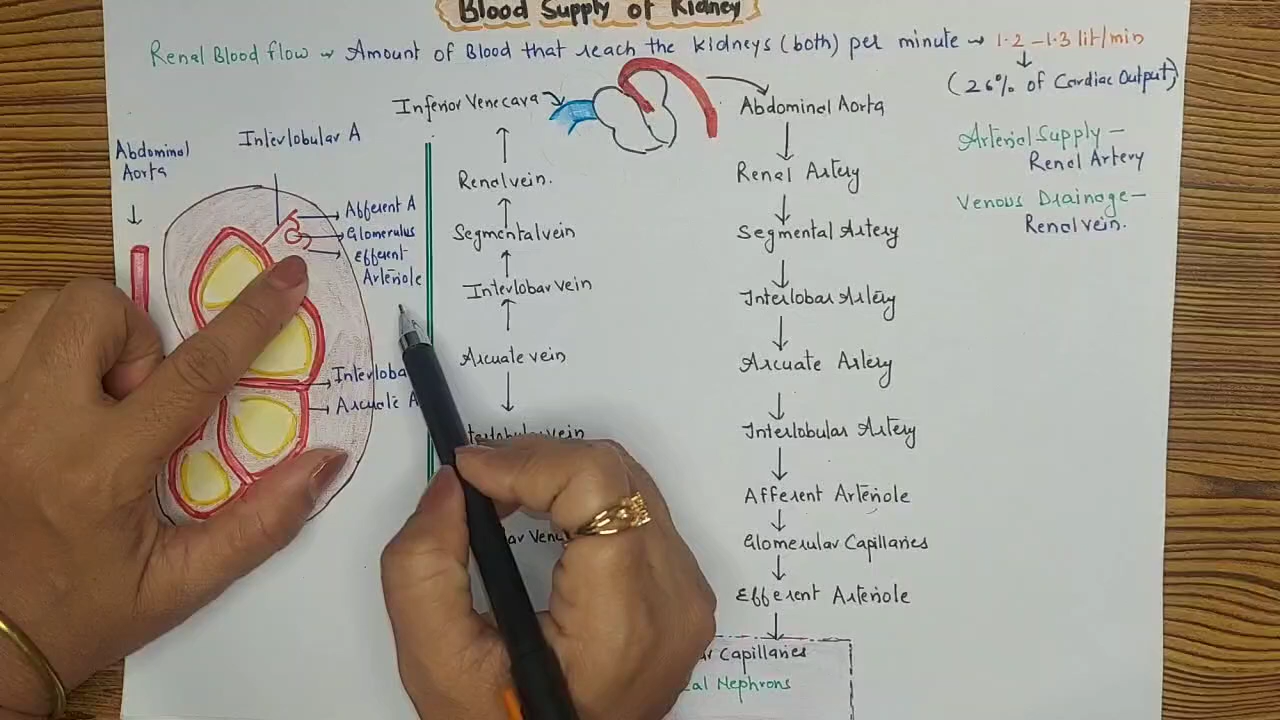 Blood Supply of Kidney
Renal Blood flow → Amount of Blood that reach the kidneys (both) per minute → 1.2 – 1.3 lit/min
(26% of Cardiac Output)
Inferior Venecava
Abdominal Aorta
Interlobular A
Abdominal
Aorta
Afferent A
Glomerulus
Efferent
Arteriole
Arcuate A
Renal vein.
Segmental vein
Interlobar vein
Arcuate vein
Renal Artery
Segmental Artery
Interlobar Artery
Arcuate Artery
Interlobular Artery
Afferent Arteriole
Glomerular Capillaries
Efferent Arteriole
Capillaries
Nephrons
Arterial Supply –
Renal Artery
Venous Drainage –
Renal vein.